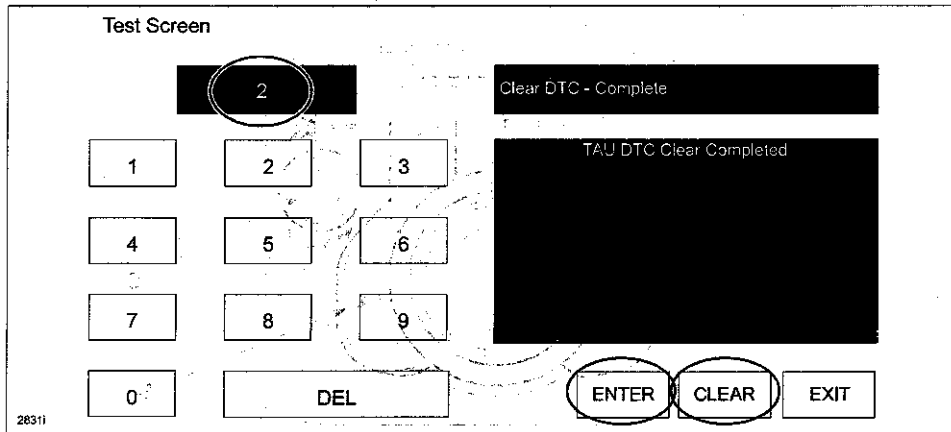 Test Screen
2
Clear DTC - Complete
TAU DTC Clear Completed
1 2 3
4 5 6
7 8 9
0 DEL ENTER CLEAR EXIT
2831i